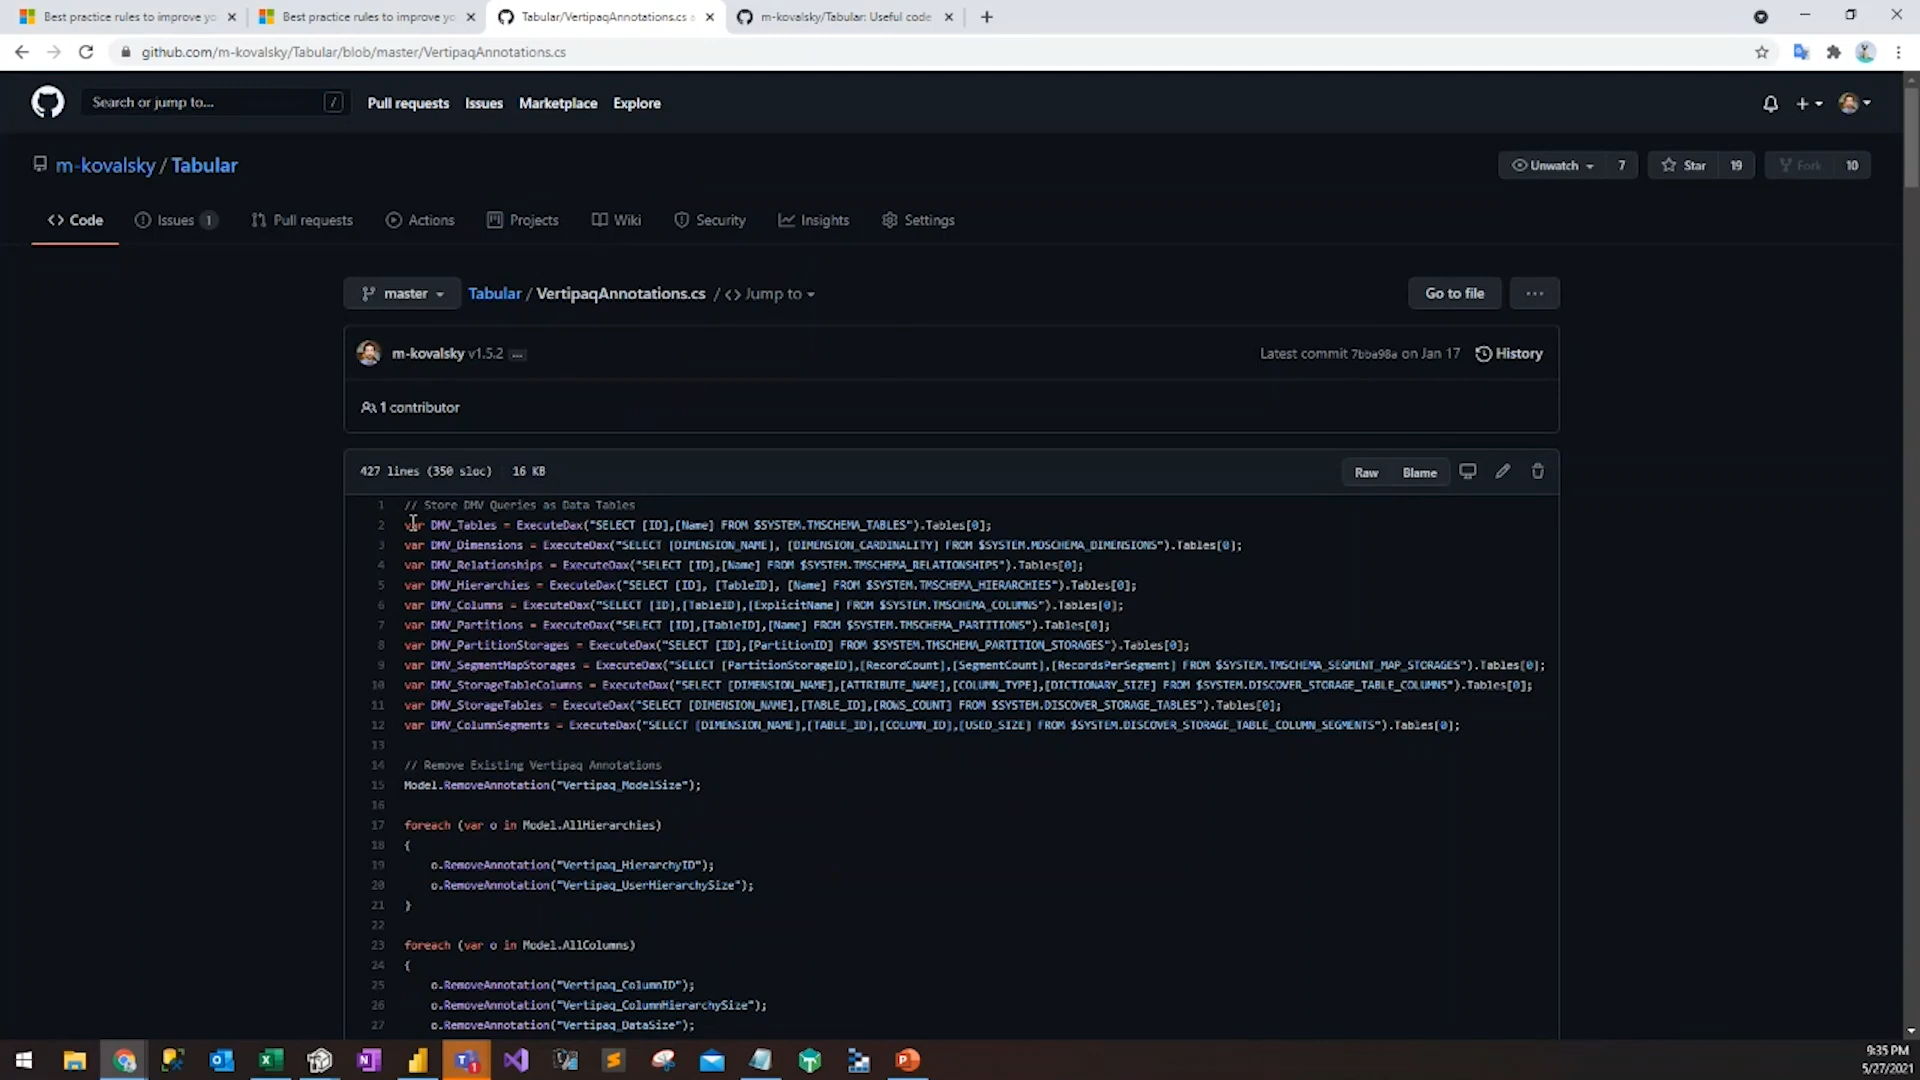 Best practice rules to improve yo
Best practice rules to improve yo
Tabular/VertipaqAnnotations.cs a
m-kovalsky/Tabular: Useful code
github.com/m-kovalsky/Tabular/blob/master/VertipaqAnnotations.cs
Search or jump to... /
Pull requests Issues Marketplace Explore
m-kovalsky / Tabular
Unwatch 7 Star 19 Fork 10
Code Issues 1 Pull requests Actions Projects Wiki Security Insights Settings
master Tabular / VertipaqAnnotations.cs / <> Jump to Go to file ...
m-kovalsky v1.5.2 ... Latest commit 7bba98a on Jan 17 History
1 contributor
427 lines (350 sloc) 16 KB Raw Blame
1 // Store DMV Queries as Data Tables
2 var DMV_Tables = ExecuteDax("SELECT [ID],[Name] FROM $SYSTEM.TMSCHEMA_TABLES").Tables[0];
3 var DMV_Dimensions = ExecuteDax("SELECT [DIMENSION_NAME], [DIMENSION_CARDINALITY] FROM $SYSTEM.MDSCHEMA_DIMENSIONS").Tables[0];
4 var DMV_Relationships = ExecuteDax("SELECT [ID],[Name] FROM $SYSTEM.TMSCHEMA_RELATIONSHIPS").Tables[0];
5 var DMV_Hierarchies = ExecuteDax("SELECT [ID], [TableID], [Name] FROM $SYSTEM.TMSCHEMA_HIERARCHIES").Tables[0];
6 var DMV_Columns = ExecuteDax("SELECT [ID],[TableID],[ExplicitName] FROM $SYSTEM.TMSCHEMA_COLUMNS").Tables[0];
7 var DMV_Partitions = ExecuteDax("SELECT [ID],[TableID],[Name] FROM $SYSTEM.TMSCHEMA_PARTITIONS").Tables[0];
8 var DMV_PartitionStorages = ExecuteDax("SELECT [ID],[PartitionID] FROM $SYSTEM.TMSCHEMA_PARTITION_STORAGES").Tables[0];
9 var DMV_SegmentMapStorages = ExecuteDax("SELECT [PartitionStorageID],[RecordCount],[SegmentCount],[RecordsPerSegment] FROM $SYSTEM.TMSCHEMA_SEGMENT_MAP_STORAGES").Tables[0];
10 var DMV_StorageTableColumns = ExecuteDax("SELECT [DIMENSION_NAME],[ATTRIBUTE_NAME],[COLUMN_TYPE],[DICTIONARY_SIZE] FROM $SYSTEM.DISCOVER_STORAGE_TABLE_COLUMNS").Tables[0];
11 var DMV_StorageTables = ExecuteDax("SELECT [DIMENSION_NAME],[TABLE_ID],[ROWS_COUNT] FROM $SYSTEM.DISCOVER_STORAGE_TABLES").Tables[0];
12 var DMV_ColumnSegments = ExecuteDax("SELECT [DIMENSION_NAME],[TABLE_ID],[COLUMN_ID],[USED_SIZE] FROM $SYSTEM.DISCOVER_STORAGE_TABLE_COLUMN_SEGMENTS").Tables[0];
13
14 // Remove Existing Vertipaq Annotations
15 Model.RemoveAnnotation("Vertipaq_ModelSize");
16
17 foreach (var o in Model.AllHierarchies)
18 {
19 o.RemoveAnnotation("Vertipaq_HierarchyID");
20 o.RemoveAnnotation("Vertipaq_UserHierarchySize");
21 }
22
23 foreach (var o in Model.AllColumns)
24 {
25 o.RemoveAnnotation("Vertipaq_ColumnID");
26 o.RemoveAnnotation("Vertipaq_ColumnHierarchySize");
27 o.RemoveAnnotation("Vertipaq_DataSize");
9:35 PM
5/27/2021